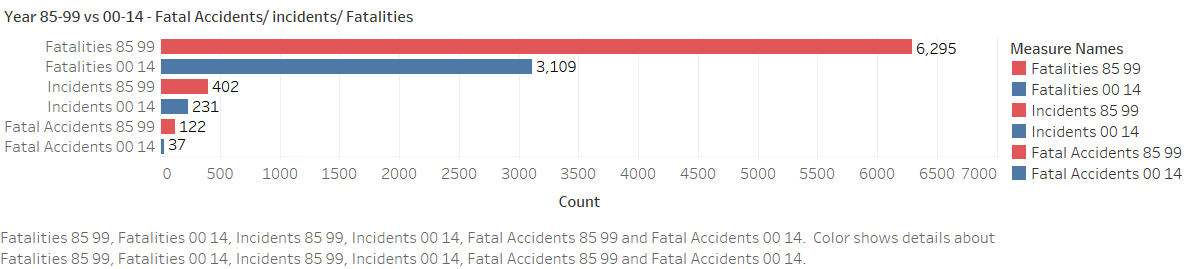 Year 85-99 vs 00-14 - Fatal Accidents/ incidents/ Fatalities
Fatalities 85 99
6,295
Fatalities 00 14
3,109
Incidents 85 99
402
Incidents 00 14
231
Fatal Accidents 85 99
122
Fatal Accidents 00 14
37
0 500 1000 1500 2000 2500 3000 3500 4000 4500 5000 5500 6000 6500 7000
Count
Measure Names
Fatalities 85 99
Fatalities 00 14
Incidents 85 99
Incidents 00 14
Fatal Accidents 85 99
Fatal Accidents 00 14
Fatalities 85 99, Fatalities 00 14, Incidents 85 99, Incidents 00 14, Fatal Accidents 85 99 and Fatal Accidents 00 14.  Color shows details about
Fatalities 85 99, Fatalities 00 14, Incidents 85 99, Incidents 00 14, Fatal Accidents 85 99 and Fatal Accidents 00 14.